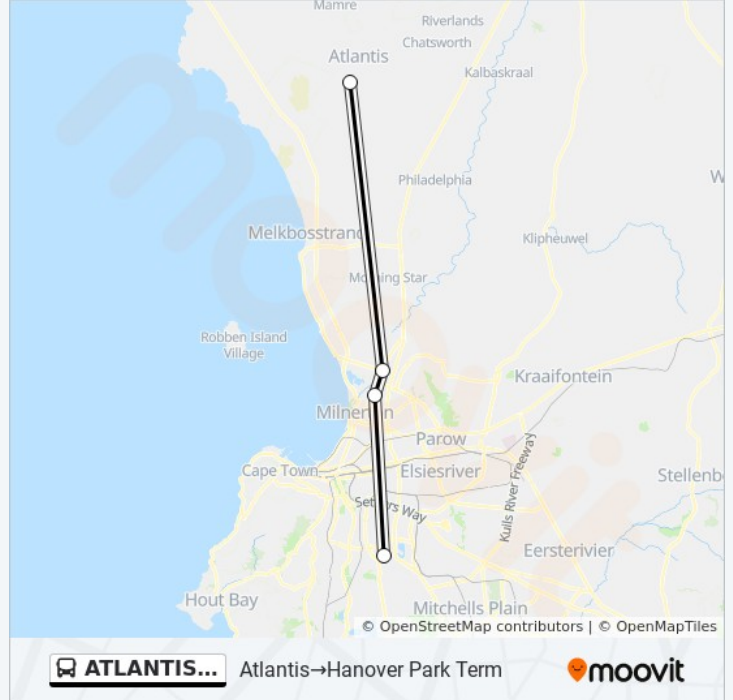 Mamre
Riverlands
Chatsworth
Atlantis
Kalbaskraal
Philadelphia
W
Melkbosstrand
Klipheuwel
Morning Star
Robben Island
Village
Kraaifontein
Milnerton
Parow
Cape Town
Elsiesriver
Stellenb
Kuils River Freeway
Settlers Way
Eersterivier
Hout Bay
Mitchells Plain
© OpenStreetMap contributors | © OpenMapTiles
ATLANTIS...
Atlantis→Hanover Park Term
moovit